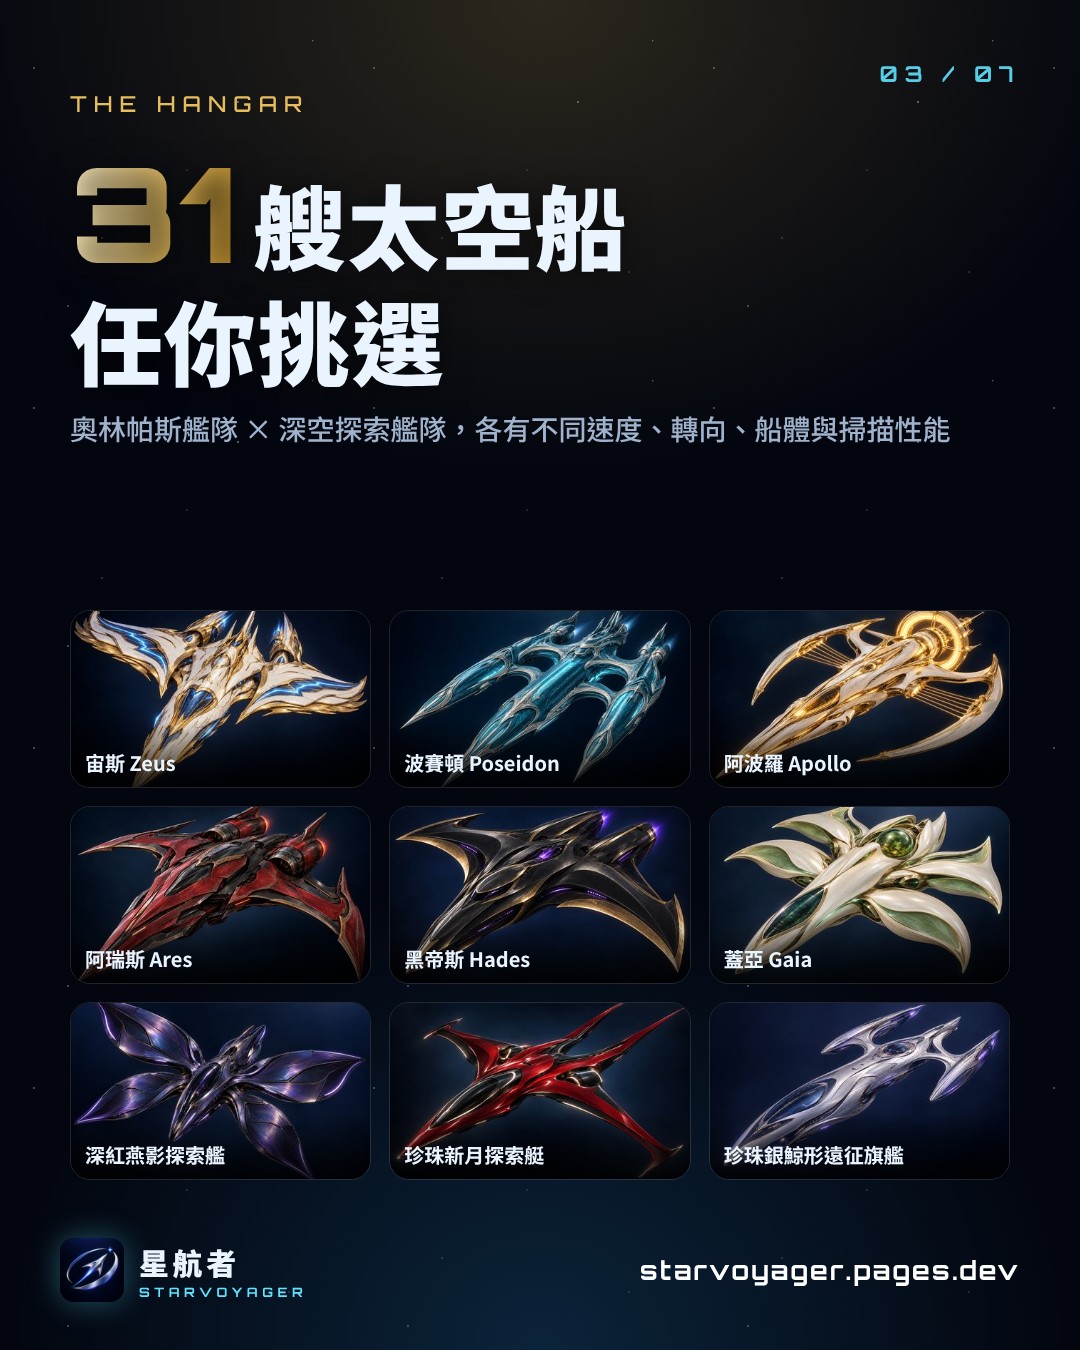 03 / 07
THE HANGAR
31艘太空船
任你挑選
奧林帕斯艦隊 × 深空探索艦隊，各有不同速度、轉向、船體與掃描性能
宙斯 Zeus
波賽頓 Poseidon
阿波羅 Apollo
阿瑞斯 Ares
黑帝斯 Hades
蓋亞 Gaia
深紅燕影探索艦
珍珠新月探索艇
珍珠銀鯨形遠征旗艦
星航者
STARVOYAGER
starvoyager.pages.dev